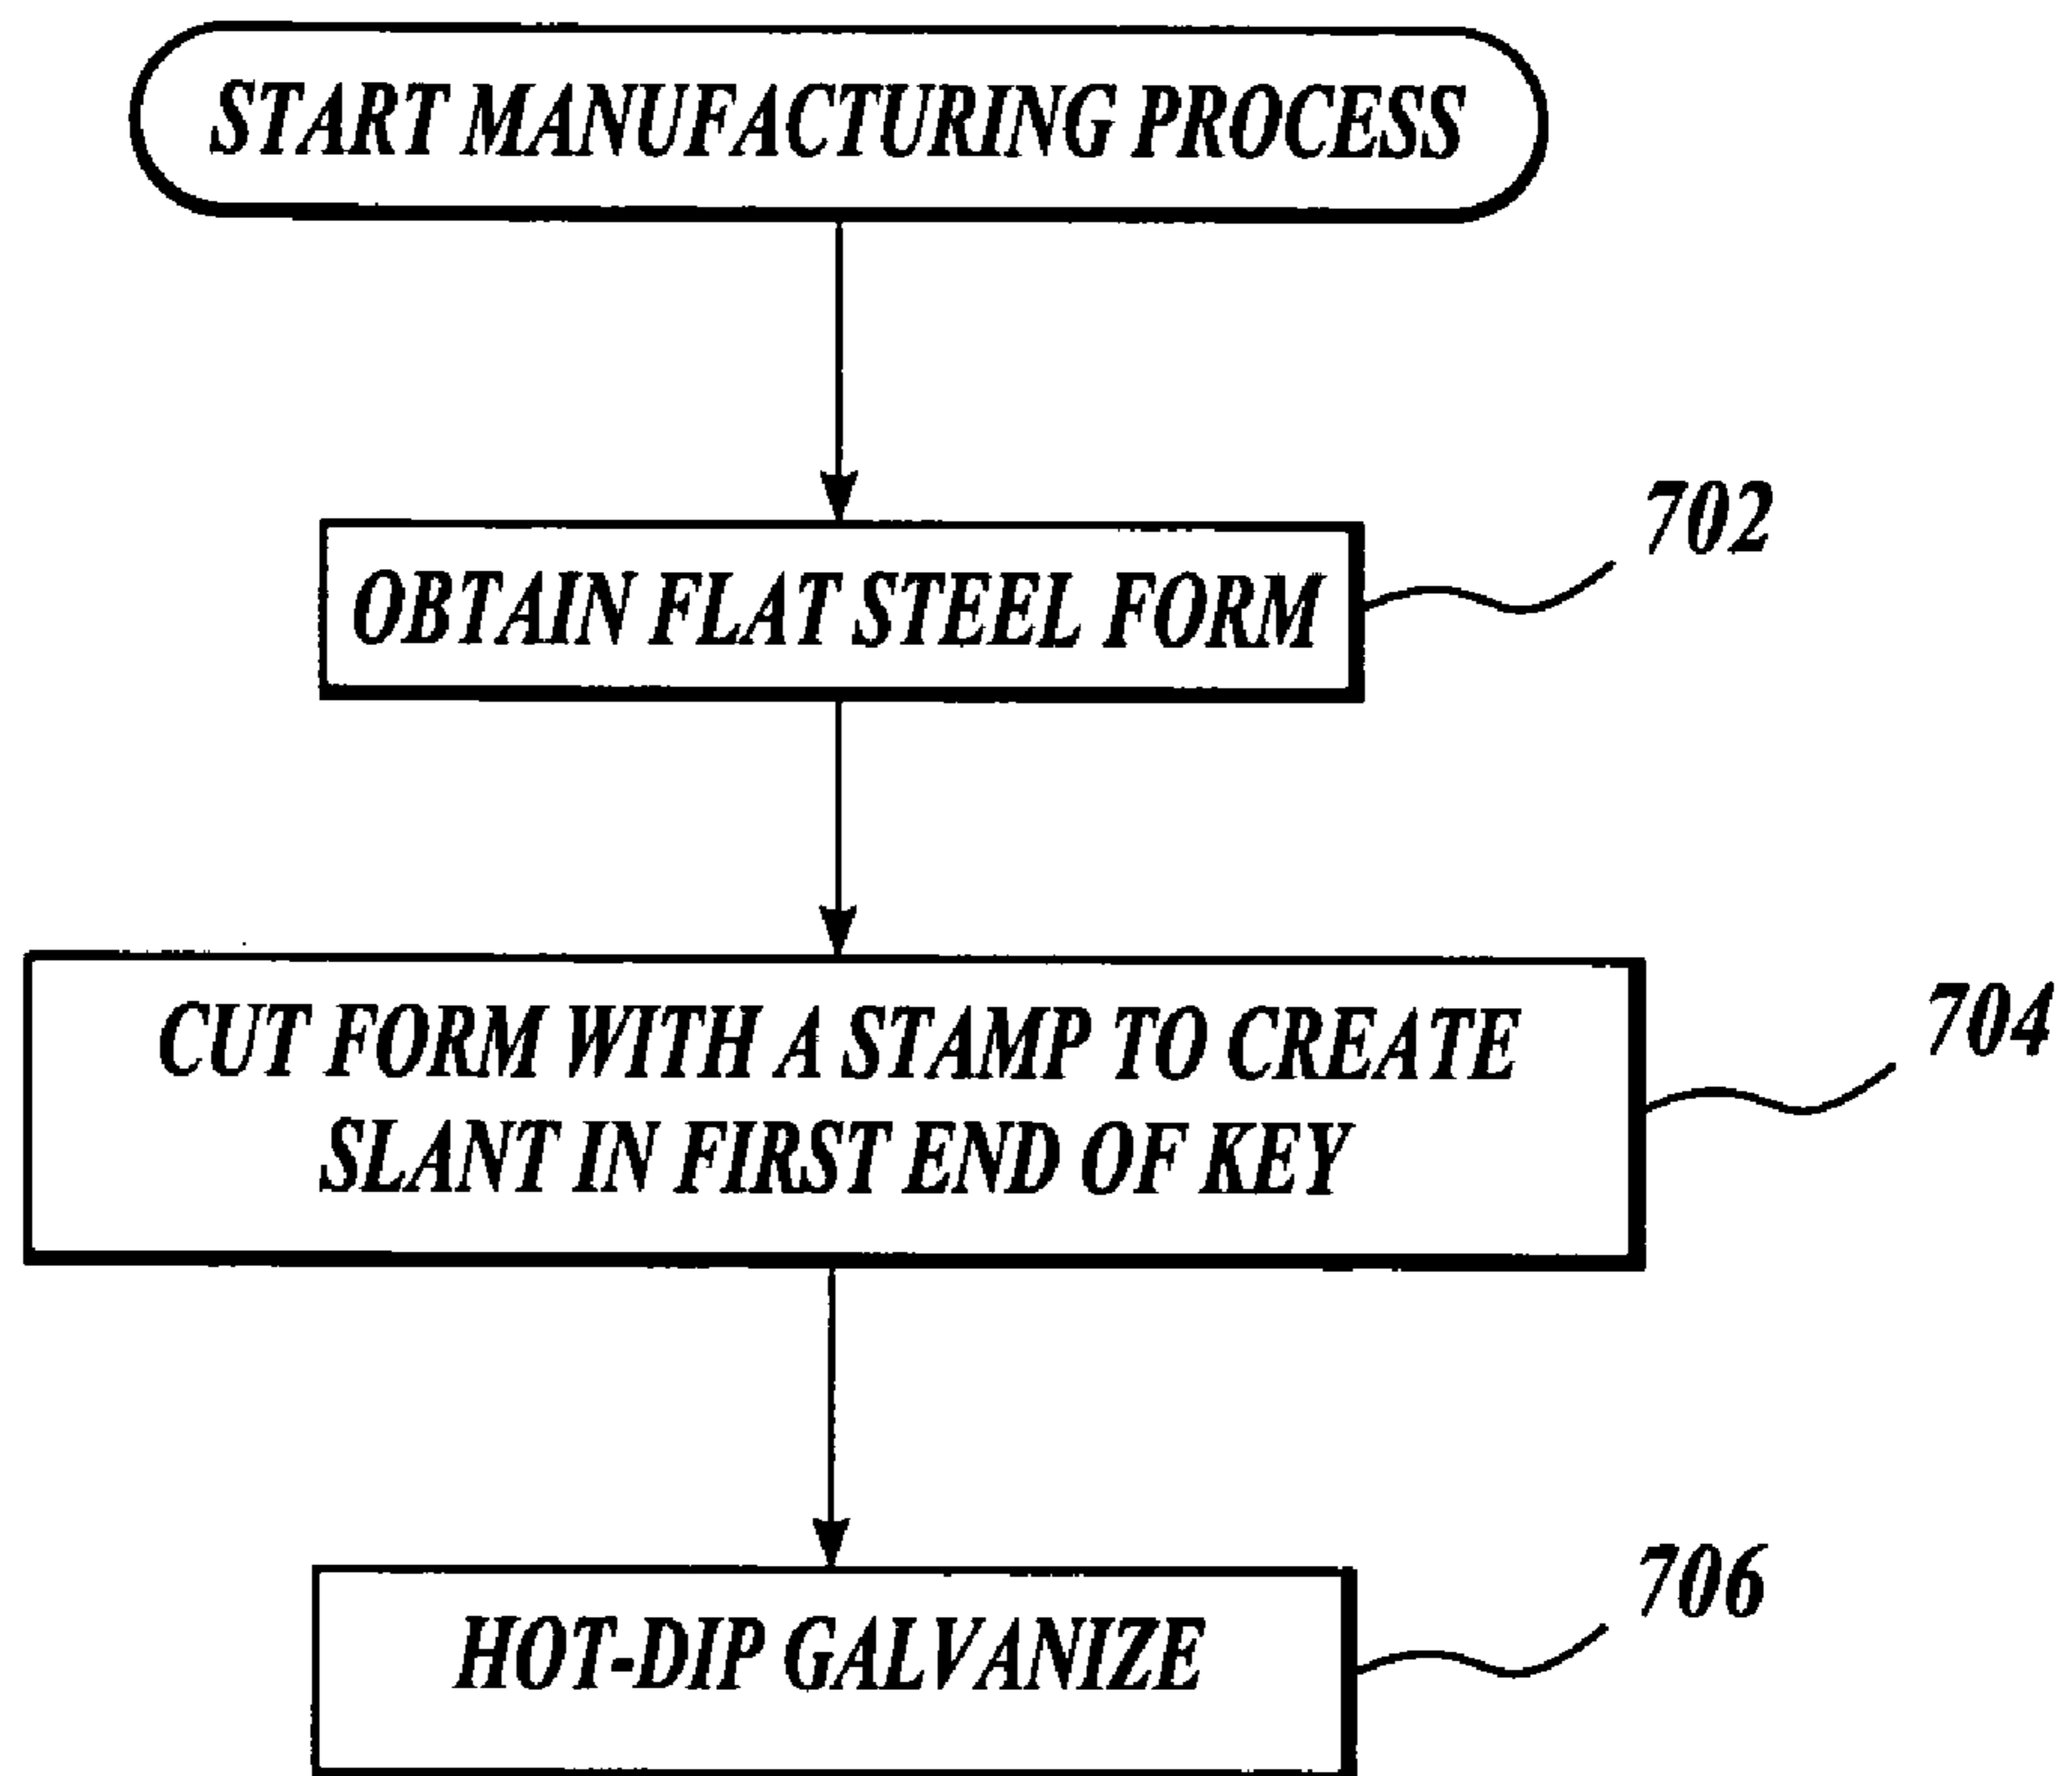 START MANUFACTURING PROCESS
702
OBTAIN FLAT STEEL FORM
704
CUT FORM WITH A STAMP TO CREATE
SLANT IN FIRST END OF KEY
706
HOT-DIP GALVANIZE